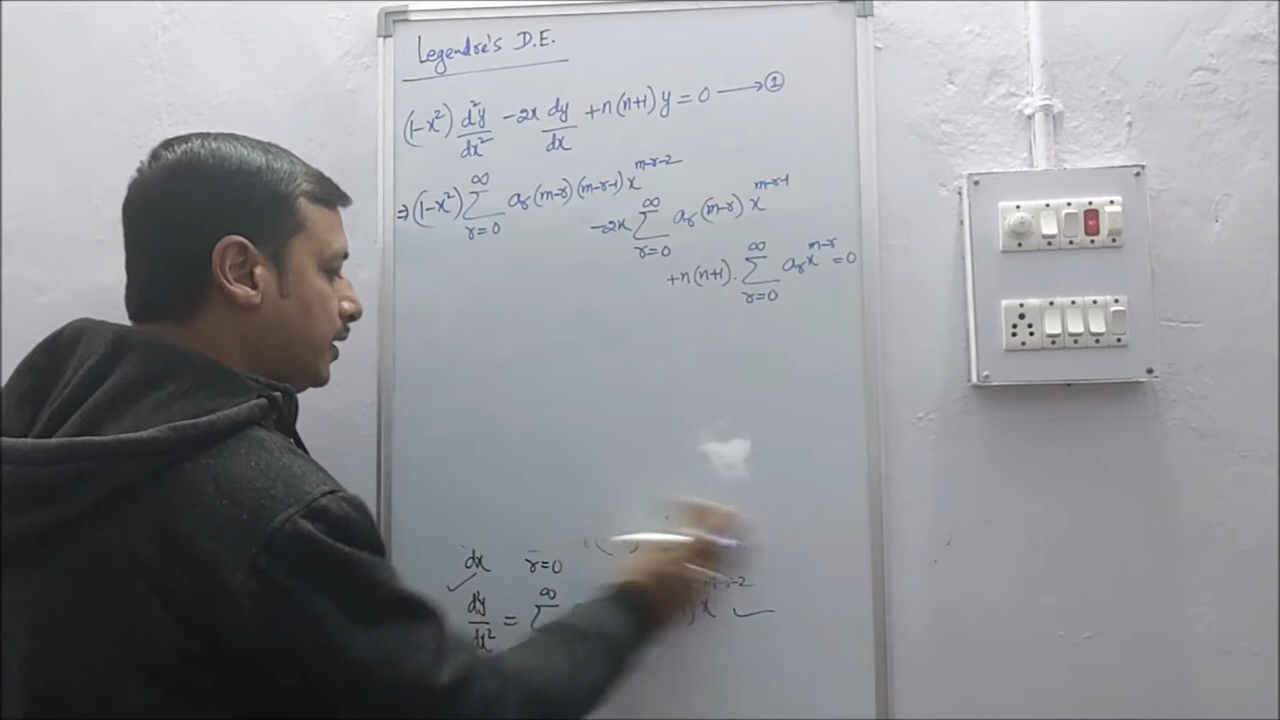 Legendre's D.E.
(1-x²) d²y/dx² -2x dy/dx +n(n+1) y = 0 ⟶ ①
⇒ (1-x²) ∑_{r=0}^{∞} a_r (m-r)(m-r-1) x^{m-r-2}
-2x ∑_{r=0}^{∞} a_r (m-r) x^{m-r-1}
+n(n+1). ∑_{r=0}^{∞} a_r x^{m-r} = 0
dx r=0
d²y/dx² = ∑^{∞} x^{-2}